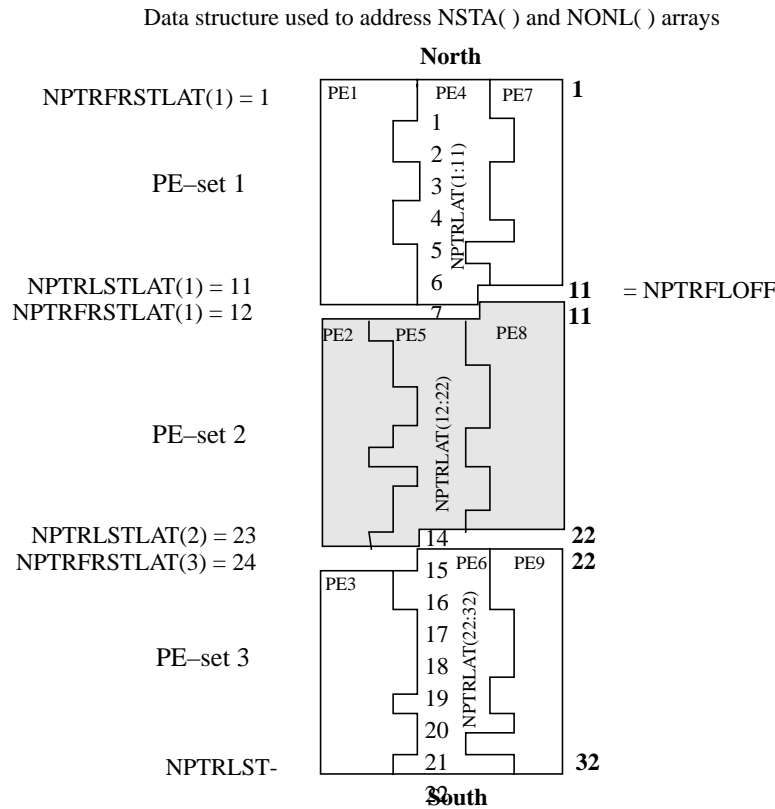 Data structure used to address NSTA( ) and NONL( ) arrays
North
NPTRFRSTLAT(1) = 1
PE1
PE4
PE7
1
1
2
3
4
5
6
7
NPTRLAT(1:11)
PE–set 1
NPTRLSTLAT(1) = 11
11
= NPTRFLOFF
NPTRFRSTLAT(1) = 12
11
PE2
PE5
PE8
NPTRLAT(12:22)
PE–set 2
NPTRLSTLAT(2) = 23
14
22
NPTRFRSTLAT(3) = 24
22
PE3
PE6
PE9
15
16
17
18
19
20
21
22
NPTRLAT(22:32)
PE–set 3
NPTRLST-
32
South